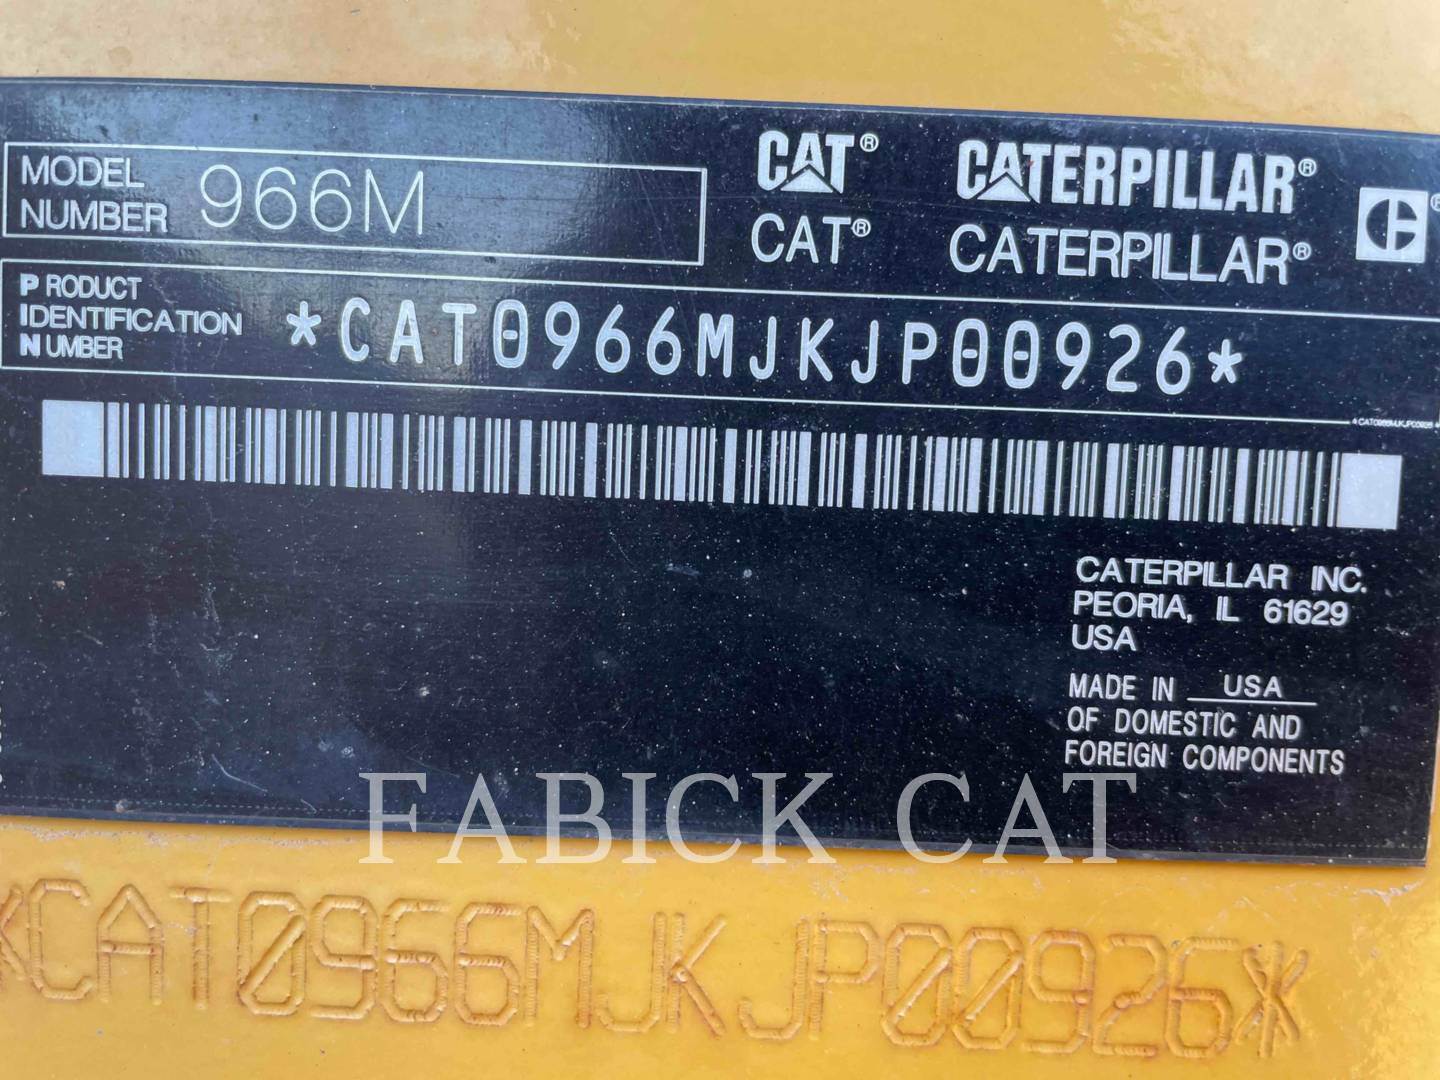 MODEL
NUMBER 966M
CAT® CATERPILLAR®
CAT® CATERPILLAR®
PRODUCT
IDENTIFICATION
NUMBER
*CAT0966MJKJP00926*
*CAT0966MJKJP00926*
CATERPILLAR INC.
PEORIA, IL 61629
USA
MADE IN USA
OF DOMESTIC AND
FOREIGN COMPONENTS
FABICK CAT
*CAT0966MJKJP00926*